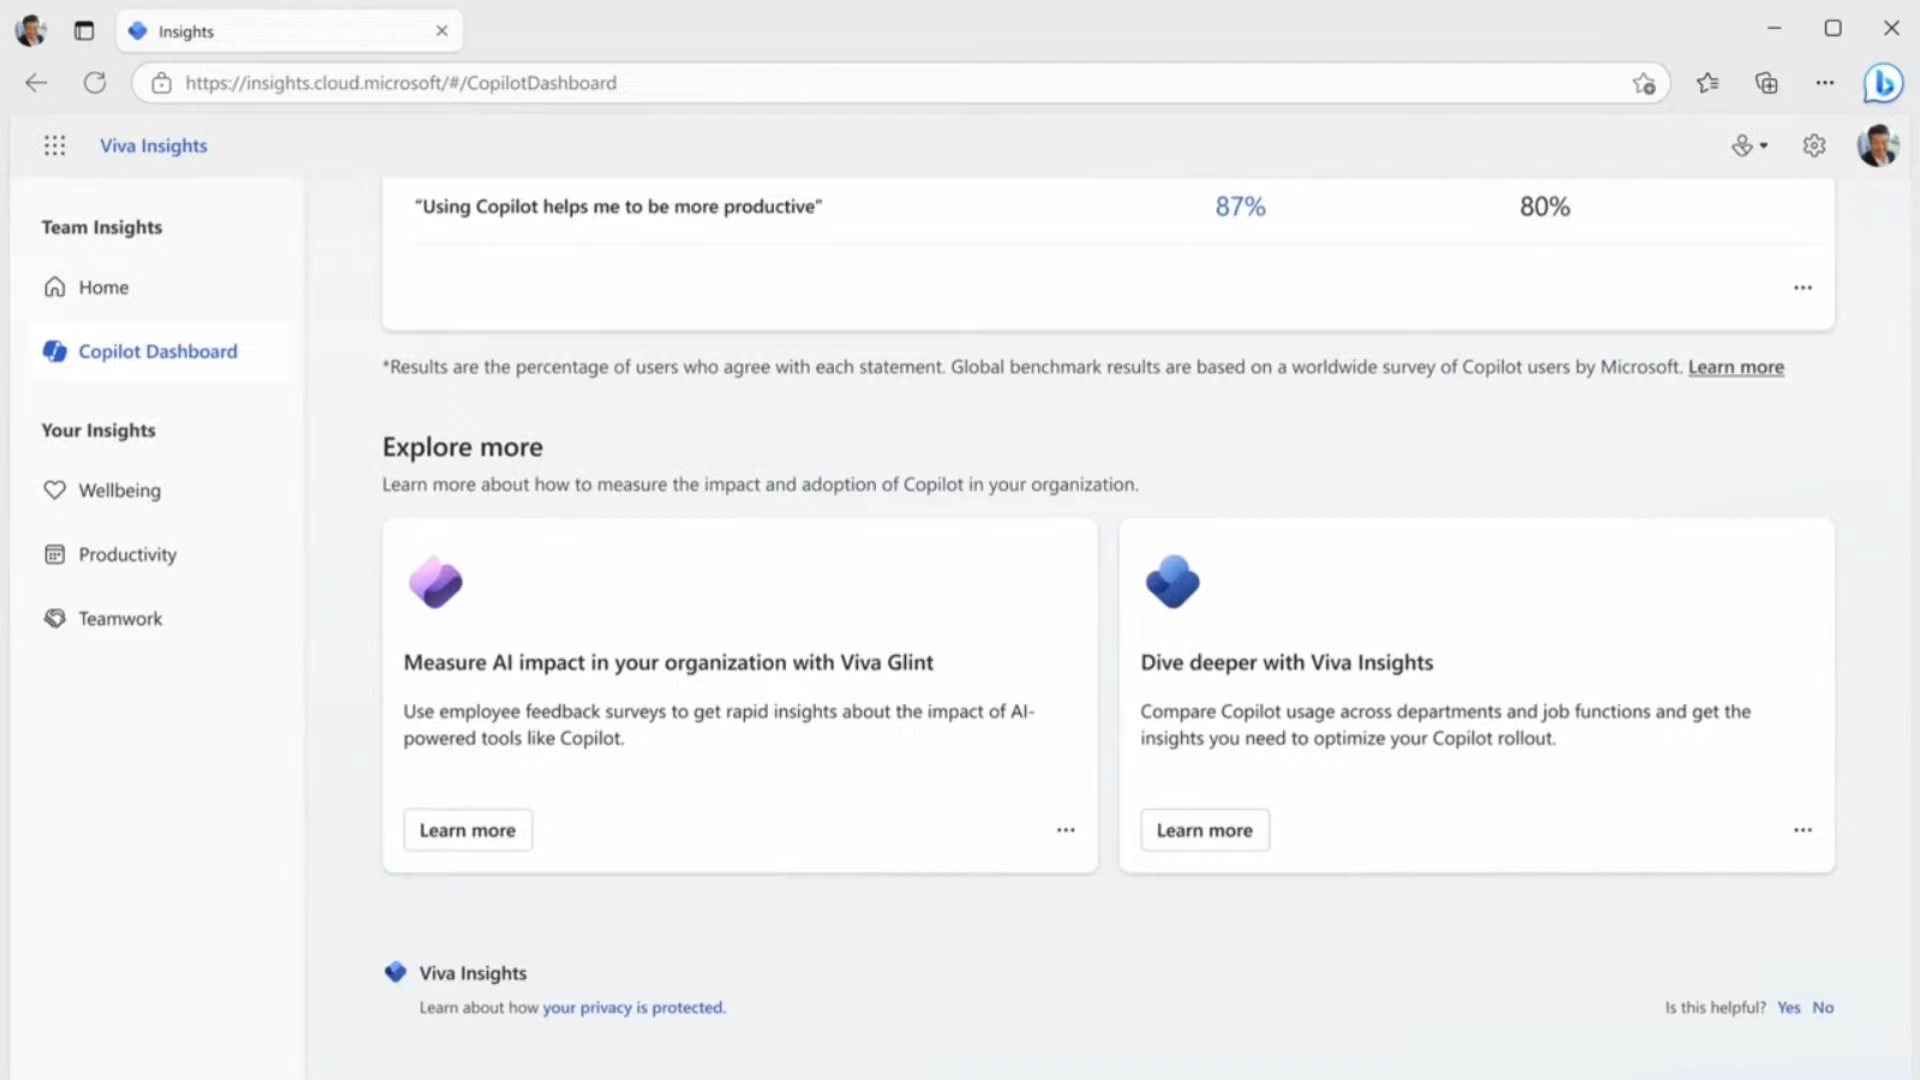 Insights
https://insights.cloud.microsoft/#/CopilotDashboard
Viva Insights
Team Insights
Home
Copilot Dashboard
Your Insights
Wellbeing
Productivity
Teamwork
“Using Copilot helps me to be more productive” 87% 80%
*Results are the percentage of users who agree with each statement. Global benchmark results are based on a worldwide survey of Copilot users by Microsoft. Learn more
Explore more
Learn more about how to measure the impact and adoption of Copilot in your organization.
Measure AI impact in your organization with Viva Glint
Use employee feedback surveys to get rapid insights about the impact of AI-
powered tools like Copilot.
Learn more
Dive deeper with Viva Insights
Compare Copilot usage across departments and job functions and get the
insights you need to optimize your Copilot rollout.
Learn more
Viva Insights
Learn about how your privacy is protected.
Is this helpful? Yes No